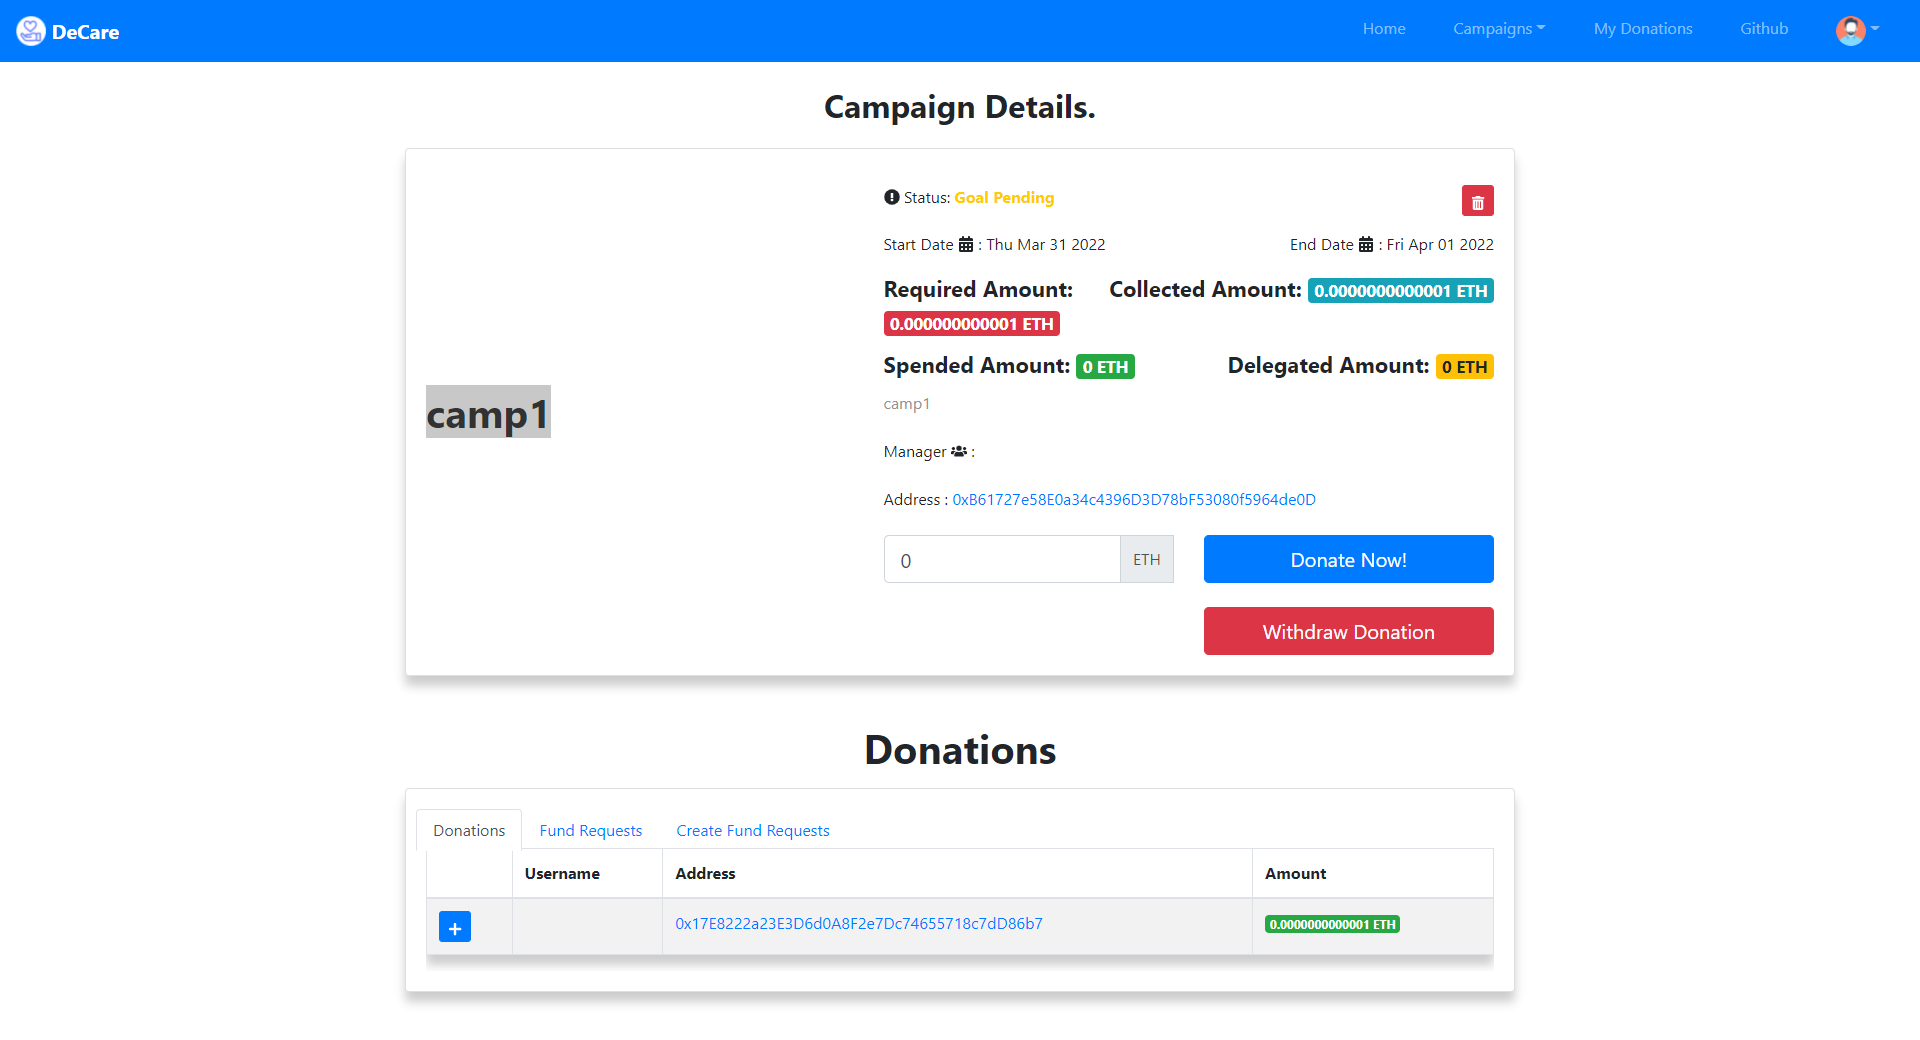 DeCare
Home
Campaigns
My Donations
Github
Campaign Details.
camp1
Status: Goal Pending
Start Date : Thu Mar 31 2022
End Date : Fri Apr 01 2022
Required Amount:
0.000000000001 ETH
Collected Amount: 0.0000000000001 ETH
Spended Amount: 0 ETH
Delegated Amount: 0 ETH
camp1
Manager :
Address : 0xB61727e58E0a34c4396D3D78bF53080f5964de0D
0 ETH
Donate Now!
Withdraw Donation
Donations
Donations
Fund Requests
Create Fund Requests
Username
Address
Amount
+
0x17E8222a23E3D6d0A8F2e7Dc74655718c7dD86b7
0.0000000000001 ETH